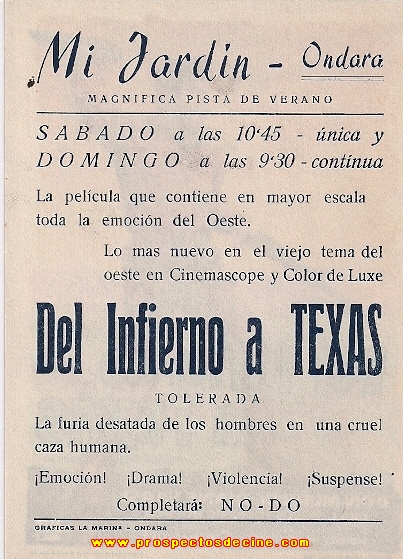 Mi Jardin - Ondara
MAGNIFICA PISTA DE VERANO
SABADO a las 10'45 - única y
DOMINGO a las 9'30 - contínua
La película que contiene en mayor escala
toda la emoción del Oeste.
Lo mas nuevo en el viejo tema del
oeste en Cinemascope y Color de Luxe
Del Infierno a TEXAS
TOLERADA
La furia desatada de los hombres en una cruel
caza humana.
¡Emoción! ¡Drama! ¡Violencia! ¡Suspense!
Completará: NO-DO
GRAFICAS LA MARINA - ONDARA
www.prospectosdecine.com